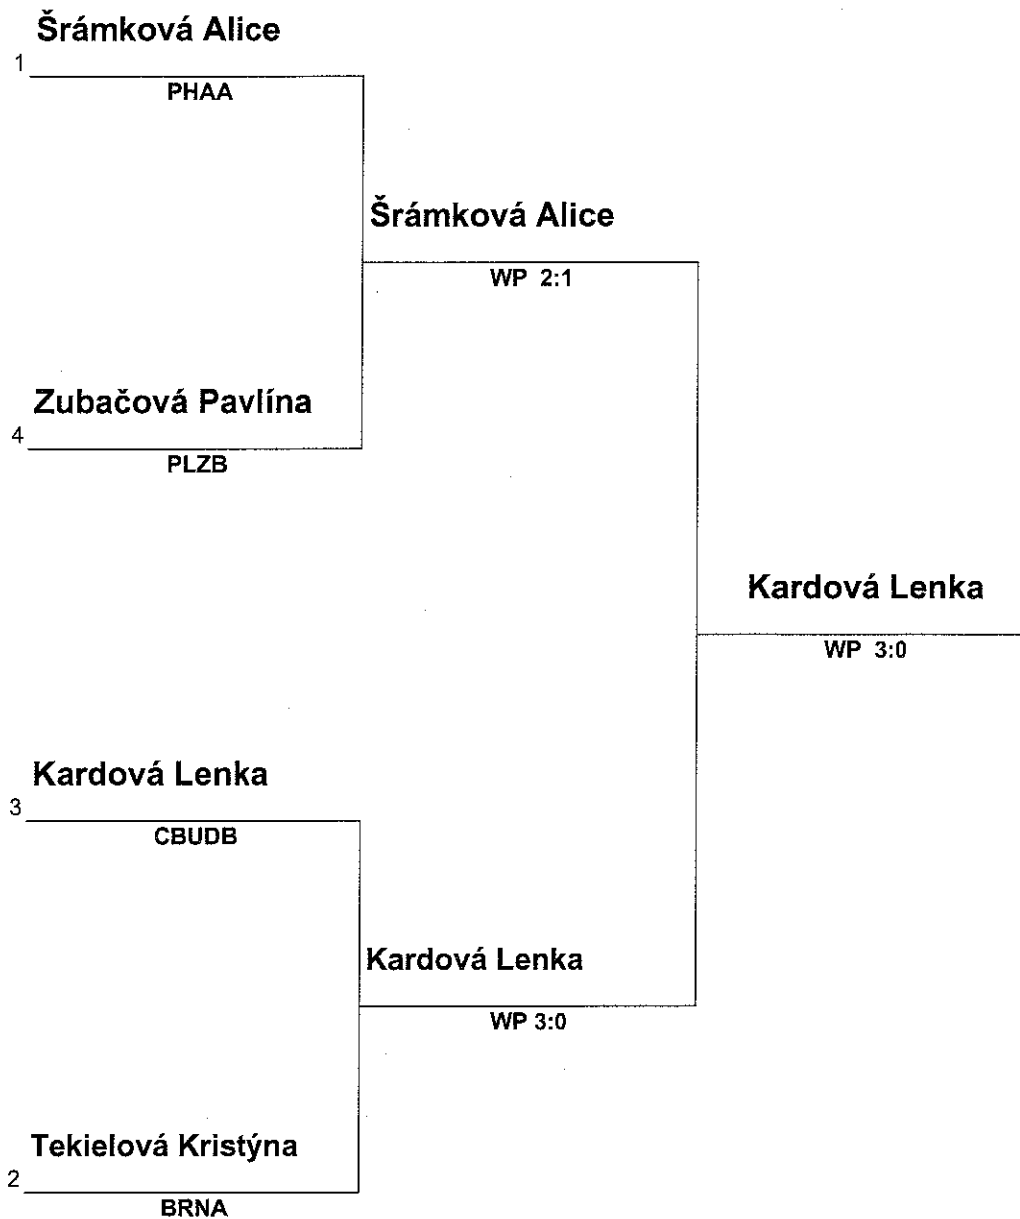 Šrámková Alice
1
PHAA
Šrámková Alice
WP 2:1
Zubačová Pavlína
4
PLZB
Kardová Lenka
WP 3:0
Kardová Lenka
3
CBUDB
Kardová Lenka
WP 3:0
Tekielová Kristýna
2
BRNA